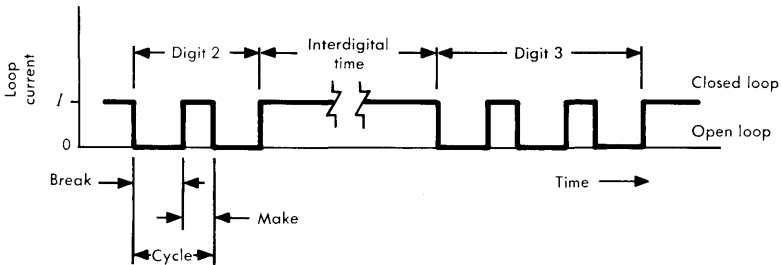 Loop
current
I
0
Digit 2
Interdigital
time
Digit 3
Closed loop
Open loop
Break
Time
Make
Cycle